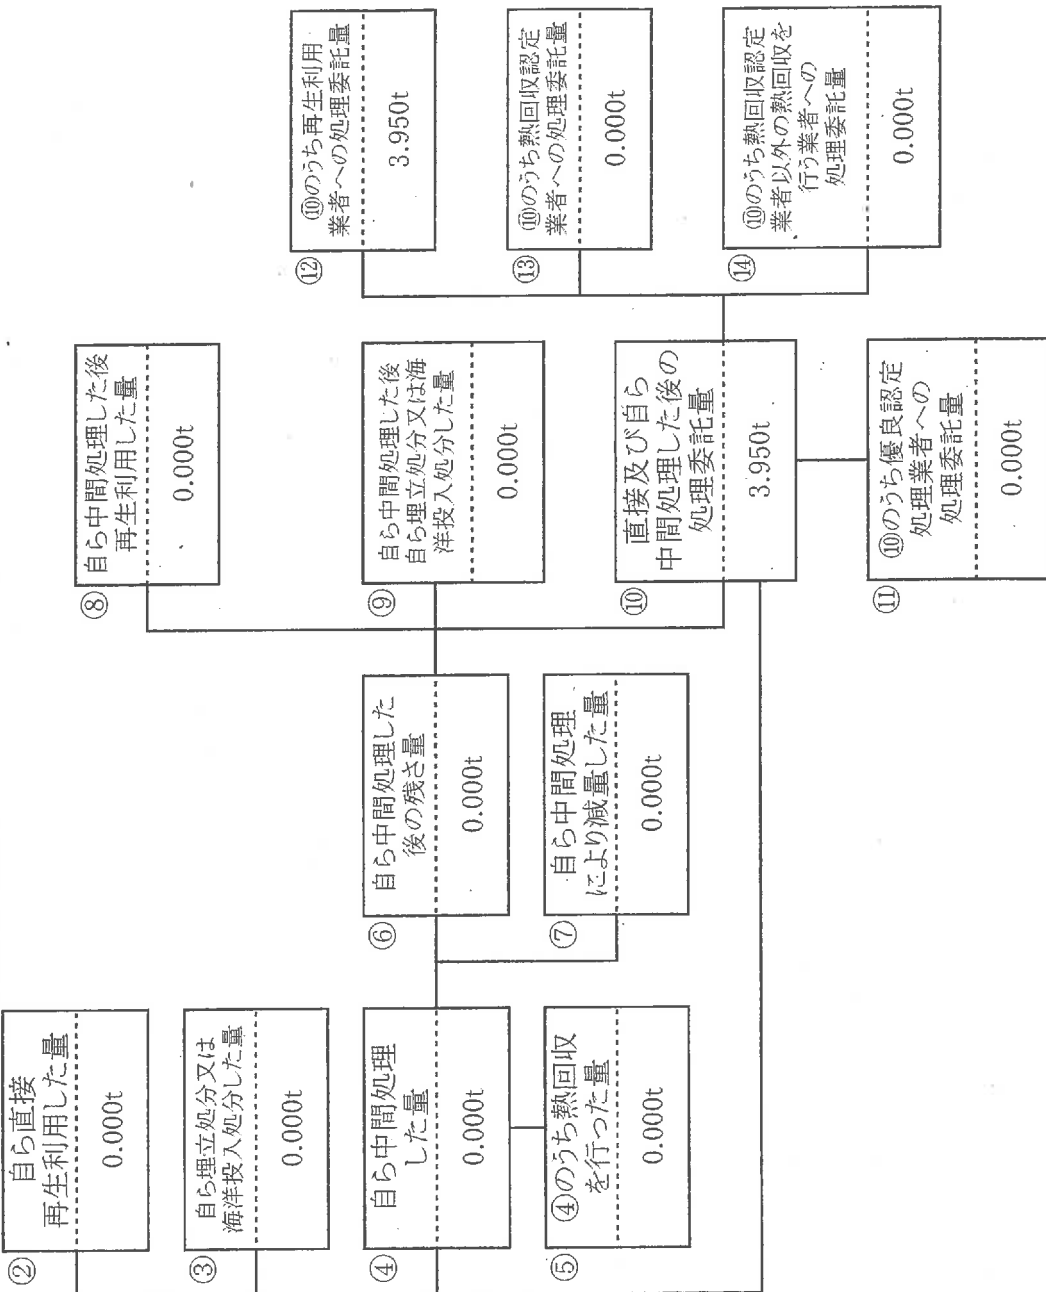 ②
自ら直接
再生利用した量
0.000t
③
自ら埋立処分又は
海洋投入処分した量
0.000t
④
自ら中間処理
した量
0.000t
⑤
④のうち熱回収
を行った量
0.000t
⑥
自ら中間処理した
後の残さ量
0.000t
⑦
自ら中間処理
により減量した量
0.000t
⑧
自ら中間処理した後
再生利用した量
0.000t
⑨
自ら中間処理した後
自ら埋立処分又は海
洋投入処分した量
0.000t
⑩
直接及び自ら
中間処理した後の
処理委託量
3.950t
⑪
⑩のうち優良認定
処理業者への
処理委託量
0.000t
⑫
⑩のうち再生利用
業者への処理委託量
3.950t
⑬
⑩のうち熱回収認定
業者への処理委託量
0.000t
⑭
⑩のうち熱回収認定
業者以外の熱回収を
行う業者への
処理委託量
0.000t